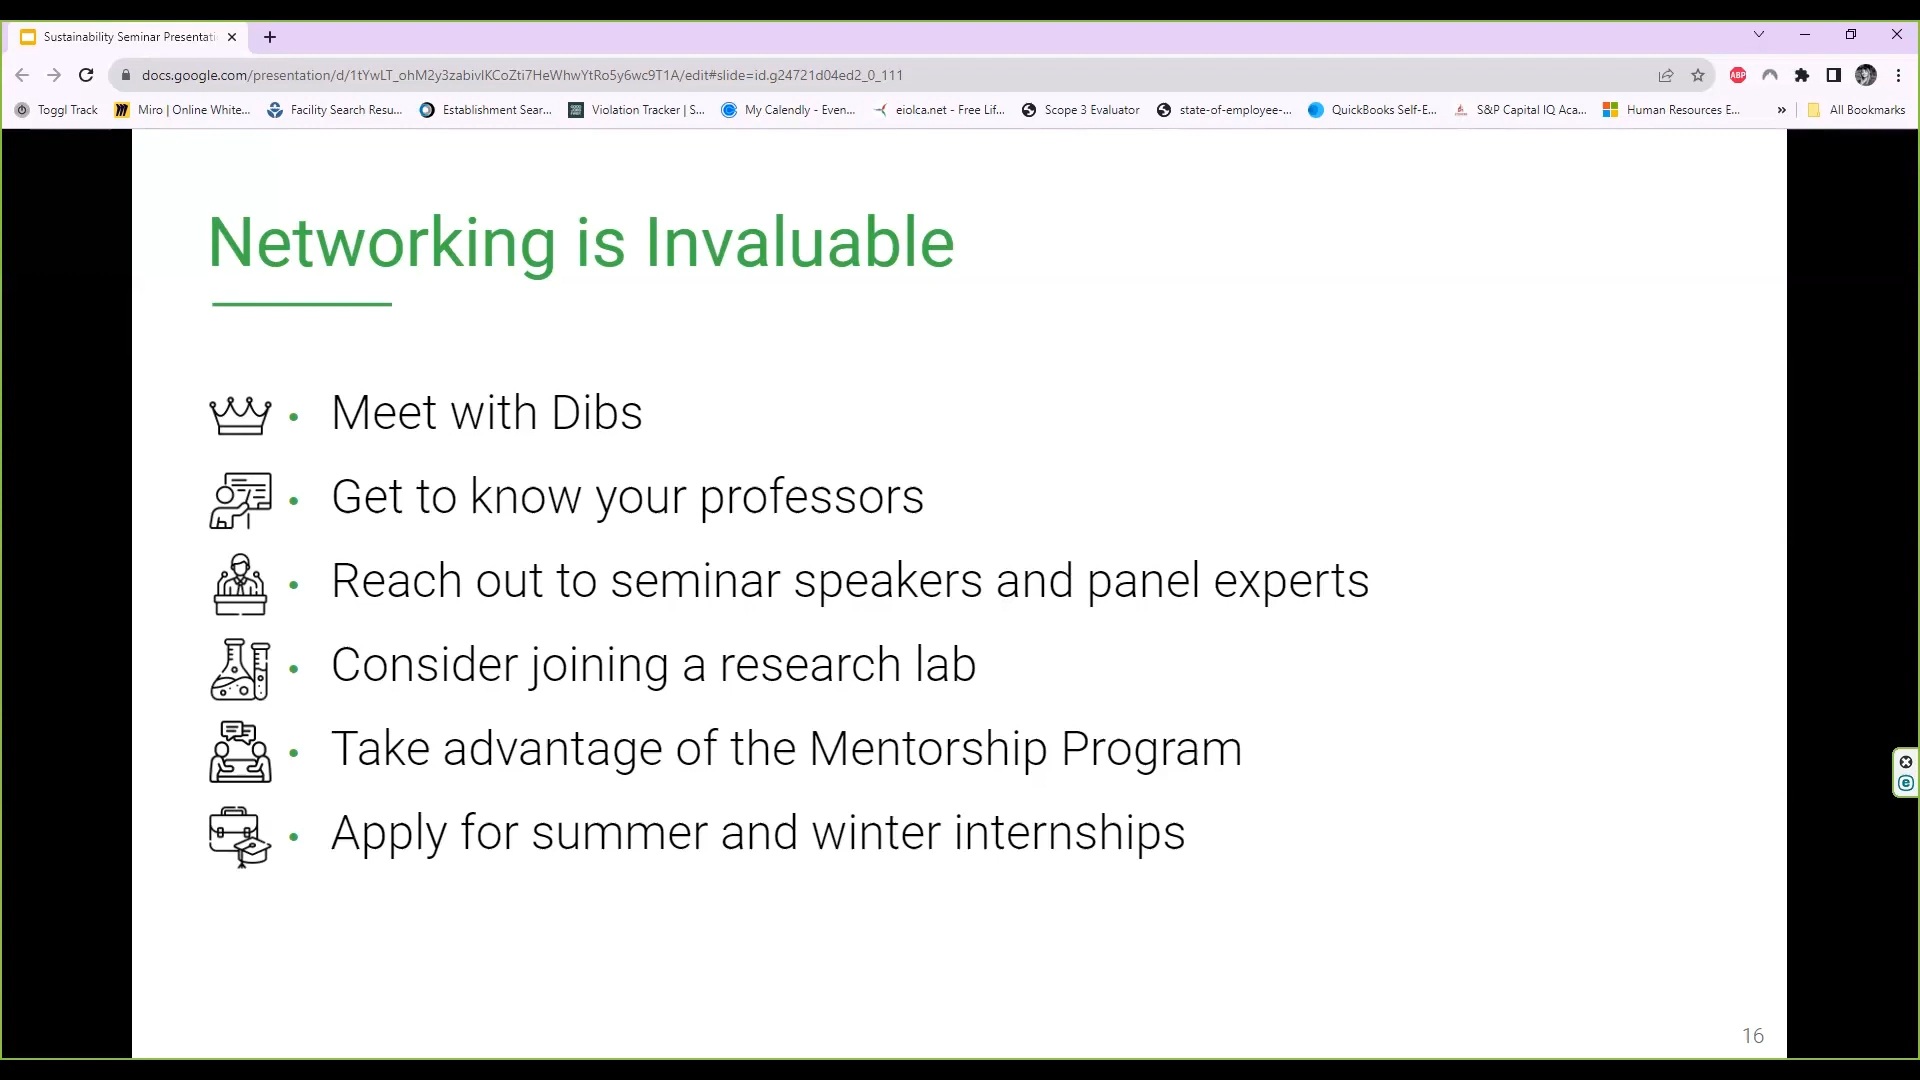 Sustainability Seminar Presentati
docs.google.com/presentation/d/1tYwLT_ohM2y3zabivIKCoZti7HeWhwYtRo5y6wc9T1A/edit#slide=id.g24721d04ed2_0_111
ABP
Toggl Track Miro | Online White... Facility Search Resu... Establishment Sear... Violation Tracker | S... My Calendly - Even... eiolca.net - Free Lif... Scope 3 Evaluator state-of-employee-... QuickBooks Self-E... S&P Capital IQ Aca... Human Resources E... » All Bookmarks
Networking is Invaluable
• Meet with Dibs
• Get to know your professors
• Reach out to seminar speakers and panel experts
• Consider joining a research lab
• Take advantage of the Mentorship Program
• Apply for summer and winter internships
16